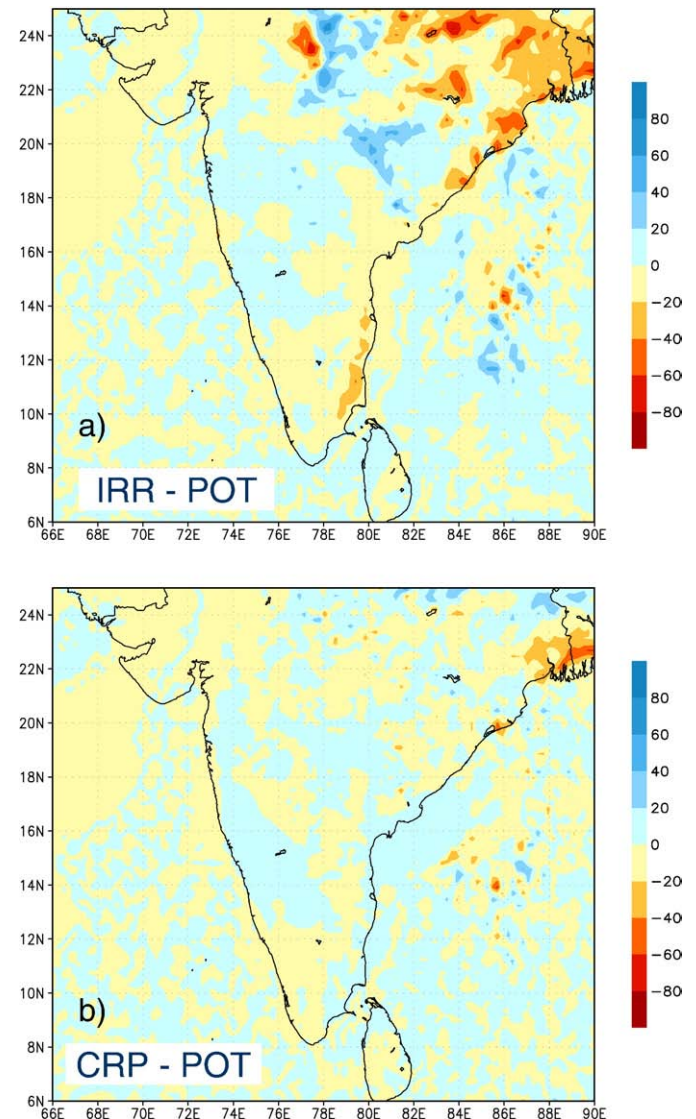 24N
22N
20N
18N
16N
14N
12N
10N
8N
6N
66E 68E 70E 72E 74E 76E 78E 80E 82E 84E 86E 88E 90E
a)
IRR - POT
80
60
40
20
0
−20
−40
−60
−80
24N
22N
20N
18N
16N
14N
12N
10N
8N
6N
66E 68E 70E 72E 74E 76E 78E 80E 82E 84E 86E 88E 90E
b)
CRP - POT
80
60
40
20
0
−20
−40
−60
−80